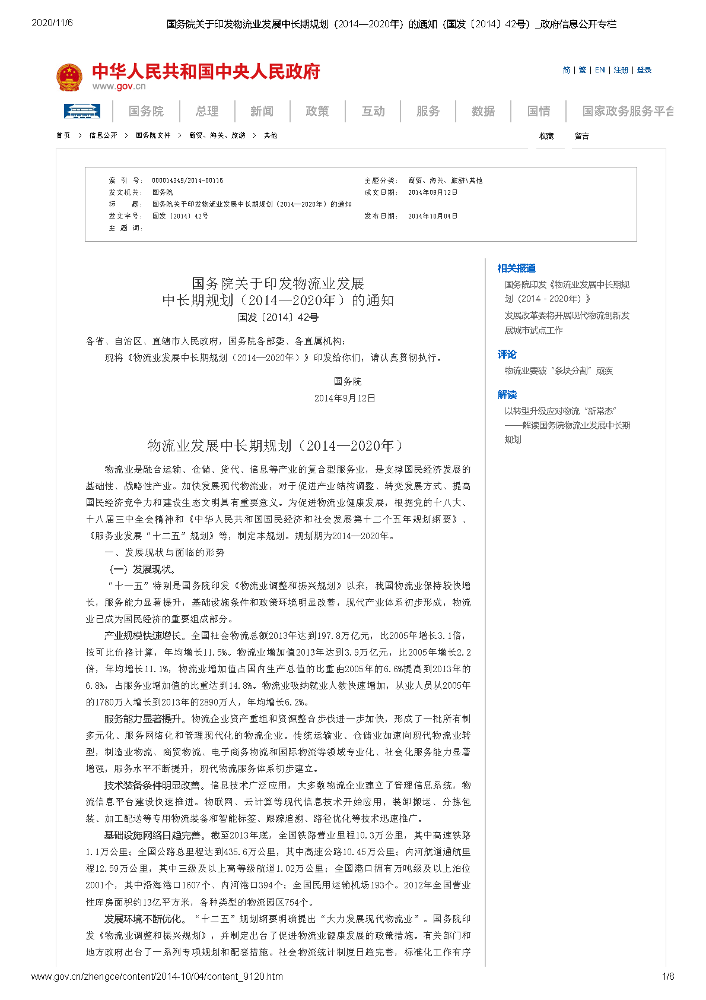 2020/11/6
国务院关于印发物流业发展中长期规划（2014—2020年）的通知（国发〔2014〕42号）_政府信息公开专栏
中华人民共和国中央人民政府
www.gov.cn
简 | 繁 | EN | 注册 | 登录
国务院 总理 新闻 政策 互动 服务 数据 国情 国家政务服务平台
首页 > 信息公开 > 国务院文件 > 商贸、海关、旅游 > 其他
收藏 留言
索 引 号： 000014349/2014-00116 主题分类： 商贸、海关、旅游\其他
发文机关： 国务院 成文日期： 2014年09月12日
标 题： 国务院关于印发物流业发展中长期规划（2014—2020年）的通知
发文字号： 国发〔2014〕42号 发布日期： 2014年10月04日
主 题 词：
国务院关于印发物流业发展
中长期规划（2014—2020年）的通知
国发〔2014〕42号
各省、自治区、直辖市人民政府，国务院各部委、各直属机构：
现将《物流业发展中长期规划（2014—2020年）》印发给你们，请认真贯彻执行。
国务院
2014年9月12日
物流业发展中长期规划（2014—2020年）
物流业是融合运输、仓储、货代、信息等产业的复合型服务业，是支撑国民经济发展的
基础性、战略性产业。加快发展现代物流业，对于促进产业结构调整、转变发展方式、提高
国民经济竞争力和建设生态文明具有重要意义。为促进物流业健康发展，根据党的十八大、
十八届三中全会精神和《中华人民共和国国民经济和社会发展第十二个五年规划纲要》、
《服务业发展“十二五”规划》等，制定本规划。规划期为2014—2020年。
一、发展现状与面临的形势
（一）发展现状。
“十一五”特别是国务院印发《物流业调整和振兴规划》以来，我国物流业保持较快增
长，服务能力显著提升，基础设施条件和政策环境明显改善，现代产业体系初步形成，物流
业已成为国民经济的重要组成部分。
产业规模快速增长。全国社会物流总额2013年达到197.8万亿元，比2005年增长3.1倍，
按可比价格计算，年均增长11.5%。物流业增加值2013年达到3.9万亿元，比2005年增长2.2
倍，年均增长11.1%，物流业增加值占国内生产总值的比重由2005年的6.6%提高到2013年的
6.8%，占服务业增加值的比重达到14.8%。物流业吸纳就业人数快速增加，从业人员从2005年
的1780万人增长到2013年的2890万人，年均增长6.2%。
服务能力显著提升。物流企业资产重组和资源整合步伐进一步加快，形成了一批所有制
多元化、服务网络化和管理现代化的物流企业。传统运输业、仓储业加速向现代物流业转
型，制造业物流、商贸物流、电子商务物流和国际物流等领域专业化、社会化服务能力显著
增强，服务水平不断提升，现代物流服务体系初步建立。
技术装备条件明显改善。信息技术广泛应用，大多数物流企业建立了管理信息系统，物
流信息平台建设快速推进。物联网、云计算等现代信息技术开始应用，装卸搬运、分拣包
装、加工配送等专用物流装备和智能标签、跟踪追溯、路径优化等技术迅速推广。
基础设施网络日趋完善。截至2013年底，全国铁路营业里程10.3万公里，其中高速铁路
1.1万公里；全国公路总里程达到435.6万公里，其中高速公路10.45万公里；内河航道通航里
程12.59万公里，其中三级及以上高等级航道1.02万公里；全国港口拥有万吨级及以上泊位
2001个，其中沿海港口1607个、内河港口394个；全国民用运输机场193个。2012年全国营业
性库房面积约13亿平方米，各种类型的物流园区754个。
发展环境不断优化。“十二五”规划纲要明确提出“大力发展现代物流业”。国务院印
发《物流业调整和振兴规划》，并制定出台了促进物流业健康发展的政策措施。有关部门和
地方政府出台了一系列专项规划和配套措施。社会物流统计制度日趋完善，标准化工作有序
相关报道
国务院印发《物流业发展中长期规
划（2014－2020年）》
发展改革委将开展现代物流创新发
展城市试点工作
评论
物流业要破“条块分割”顽疾
解读
以转型升级应对物流“新常态”
——解读国务院物流业发展中长期
规划
www.gov.cn/zhengce/content/2014-10/04/content_9120.htm
1/8